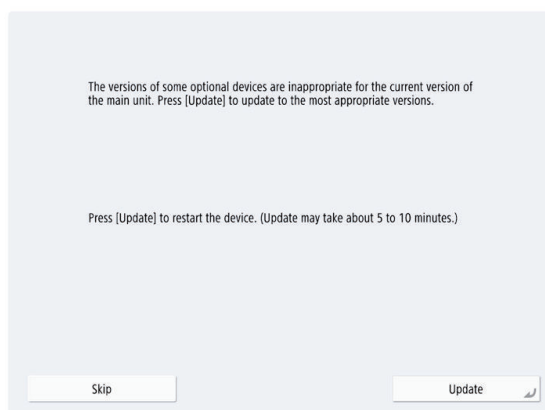 The versions of some optional devices are inappropriate for the current version of
the main unit. Press [Update] to update to the most appropriate versions.
Press [Update] to restart the device. (Update may take about 5 to 10 minutes.)
Skip
Update